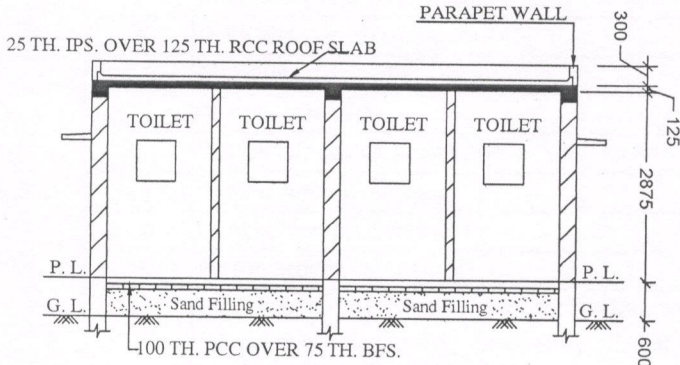 PARAPET WALL
300
25 TH. IPS. OVER 125 TH. RCC ROOF SLAB
125
TOILET TOILET TOILET TOILET
2875
P. L. P. L.
Sand Filling Sand Filling
G. L. G. L.
600
100 TH. PCC OVER 75 TH. BFS.